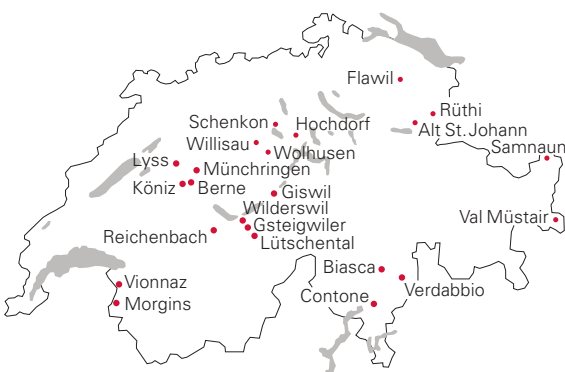 Flawil
Rüthi
Schenkon
Hochdorf
Alt St. Johann
Willisau
Samnaun
Wolhusen
Lyss
Münchringen
Köniz
Berne
Giswil
Wilderswil
Val Müstair
Gsteigwiler
Reichenbach
Lütschental
Biasca
Vionnaz
Verdabbio
Contone
Morgins